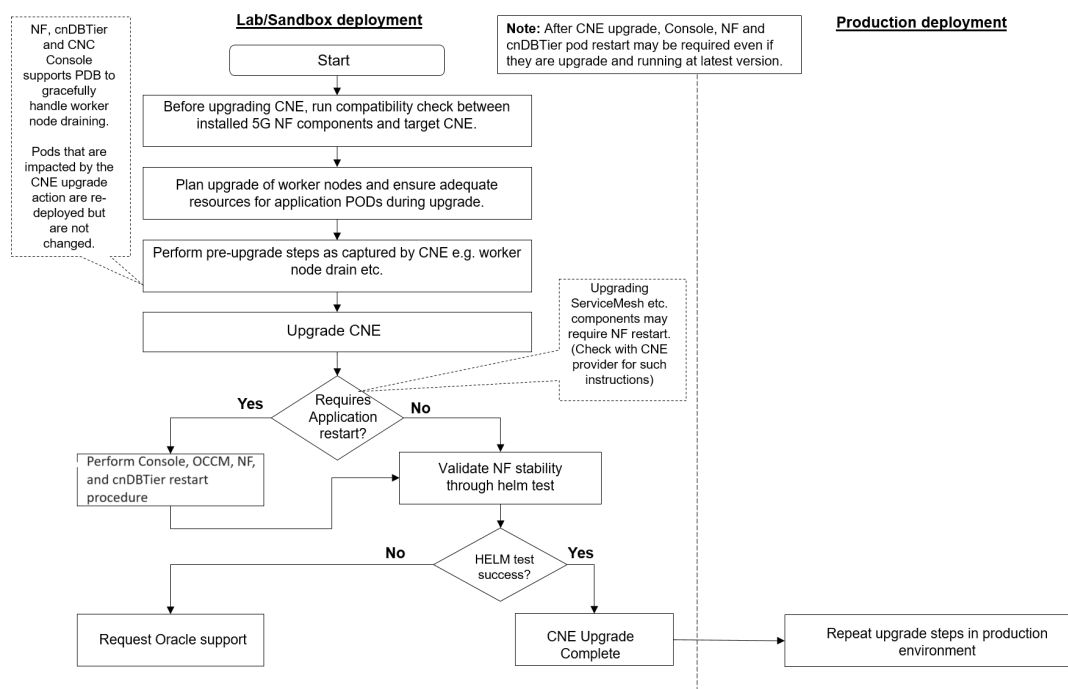 Lab/Sandbox deployment
Production deployment
NF, cnDBTier
and CNC
Console
supports PDB to
gracefully
handle worker
node draining.
Pods that are
impacted by the
CNE upgrade
action are re-
deployed but
are not
changed.
Note: After CNE upgrade, Console, NF and
cnDBTier pod restart may be required even if
they are upgrade and running at latest version.
Start
Before upgrading CNE, run compatibility check between
installed 5G NF components and target CNE.
Plan upgrade of worker nodes and ensure adequate
resources for application PODs during upgrade.
Perform pre-upgrade steps as captured by CNE e.g. worker
node drain etc.
Upgrade CNE
Upgrading
ServiceMesh etc.
components may
require NF restart.
(Check with CNE
provider for such
instructions)
Requires
Application
restart?
Yes
No
Perform Console, OCCM, NF,
and cnDBTier restart
procedure
Validate NF stability
through helm test
HELM test
success?
No
Yes
Request Oracle support
CNE Upgrade
Complete
Repeat upgrade steps in production
environment